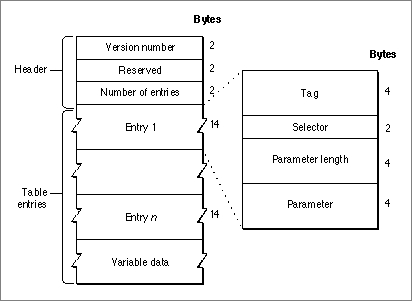 Bytes
Version number 2
Header
Reserved 2
Number of entries 2
Entry 1 14
Table
entries
Entry n 14
Variable data
Bytes
Tag 4
Selector 2
Parameter length 4
Parameter 4